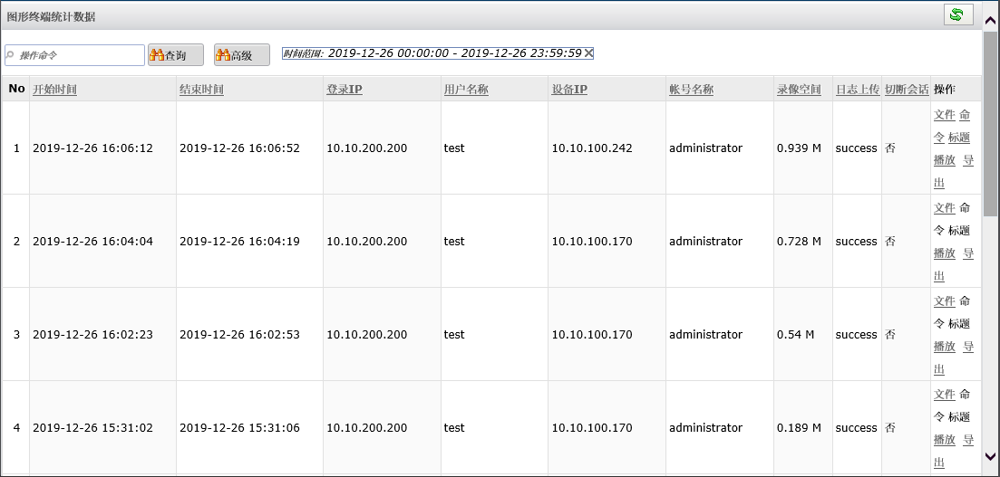 图形终端统计数据
操作命令 查询 高级 时间范围: 2019-12-26 00:00:00 - 2019-12-26 23:59:59
No 开始时间 结束时间 登录IP 用户名称 设备IP 帐号名称 录像空间 日志上传 切断会话 操作
1 2019-12-26 16:06:12 2019-12-26 16:06:52 10.10.200.200 test 10.10.100.242 administrator 0.939 M success 否 文件 命
令 标题
播放 导
出
2 2019-12-26 16:04:04 2019-12-26 16:04:19 10.10.200.200 test 10.10.100.170 administrator 0.728 M success 否 文件 命
令 标题
播放 导
出
3 2019-12-26 16:02:23 2019-12-26 16:02:53 10.10.200.200 test 10.10.100.170 administrator 0.54 M success 否 文件 命
令 标题
播放 导
出
4 2019-12-26 15:31:02 2019-12-26 15:31:06 10.10.200.200 test 10.10.100.170 administrator 0.189 M success 否 文件 命
令 标题
播放 导
出